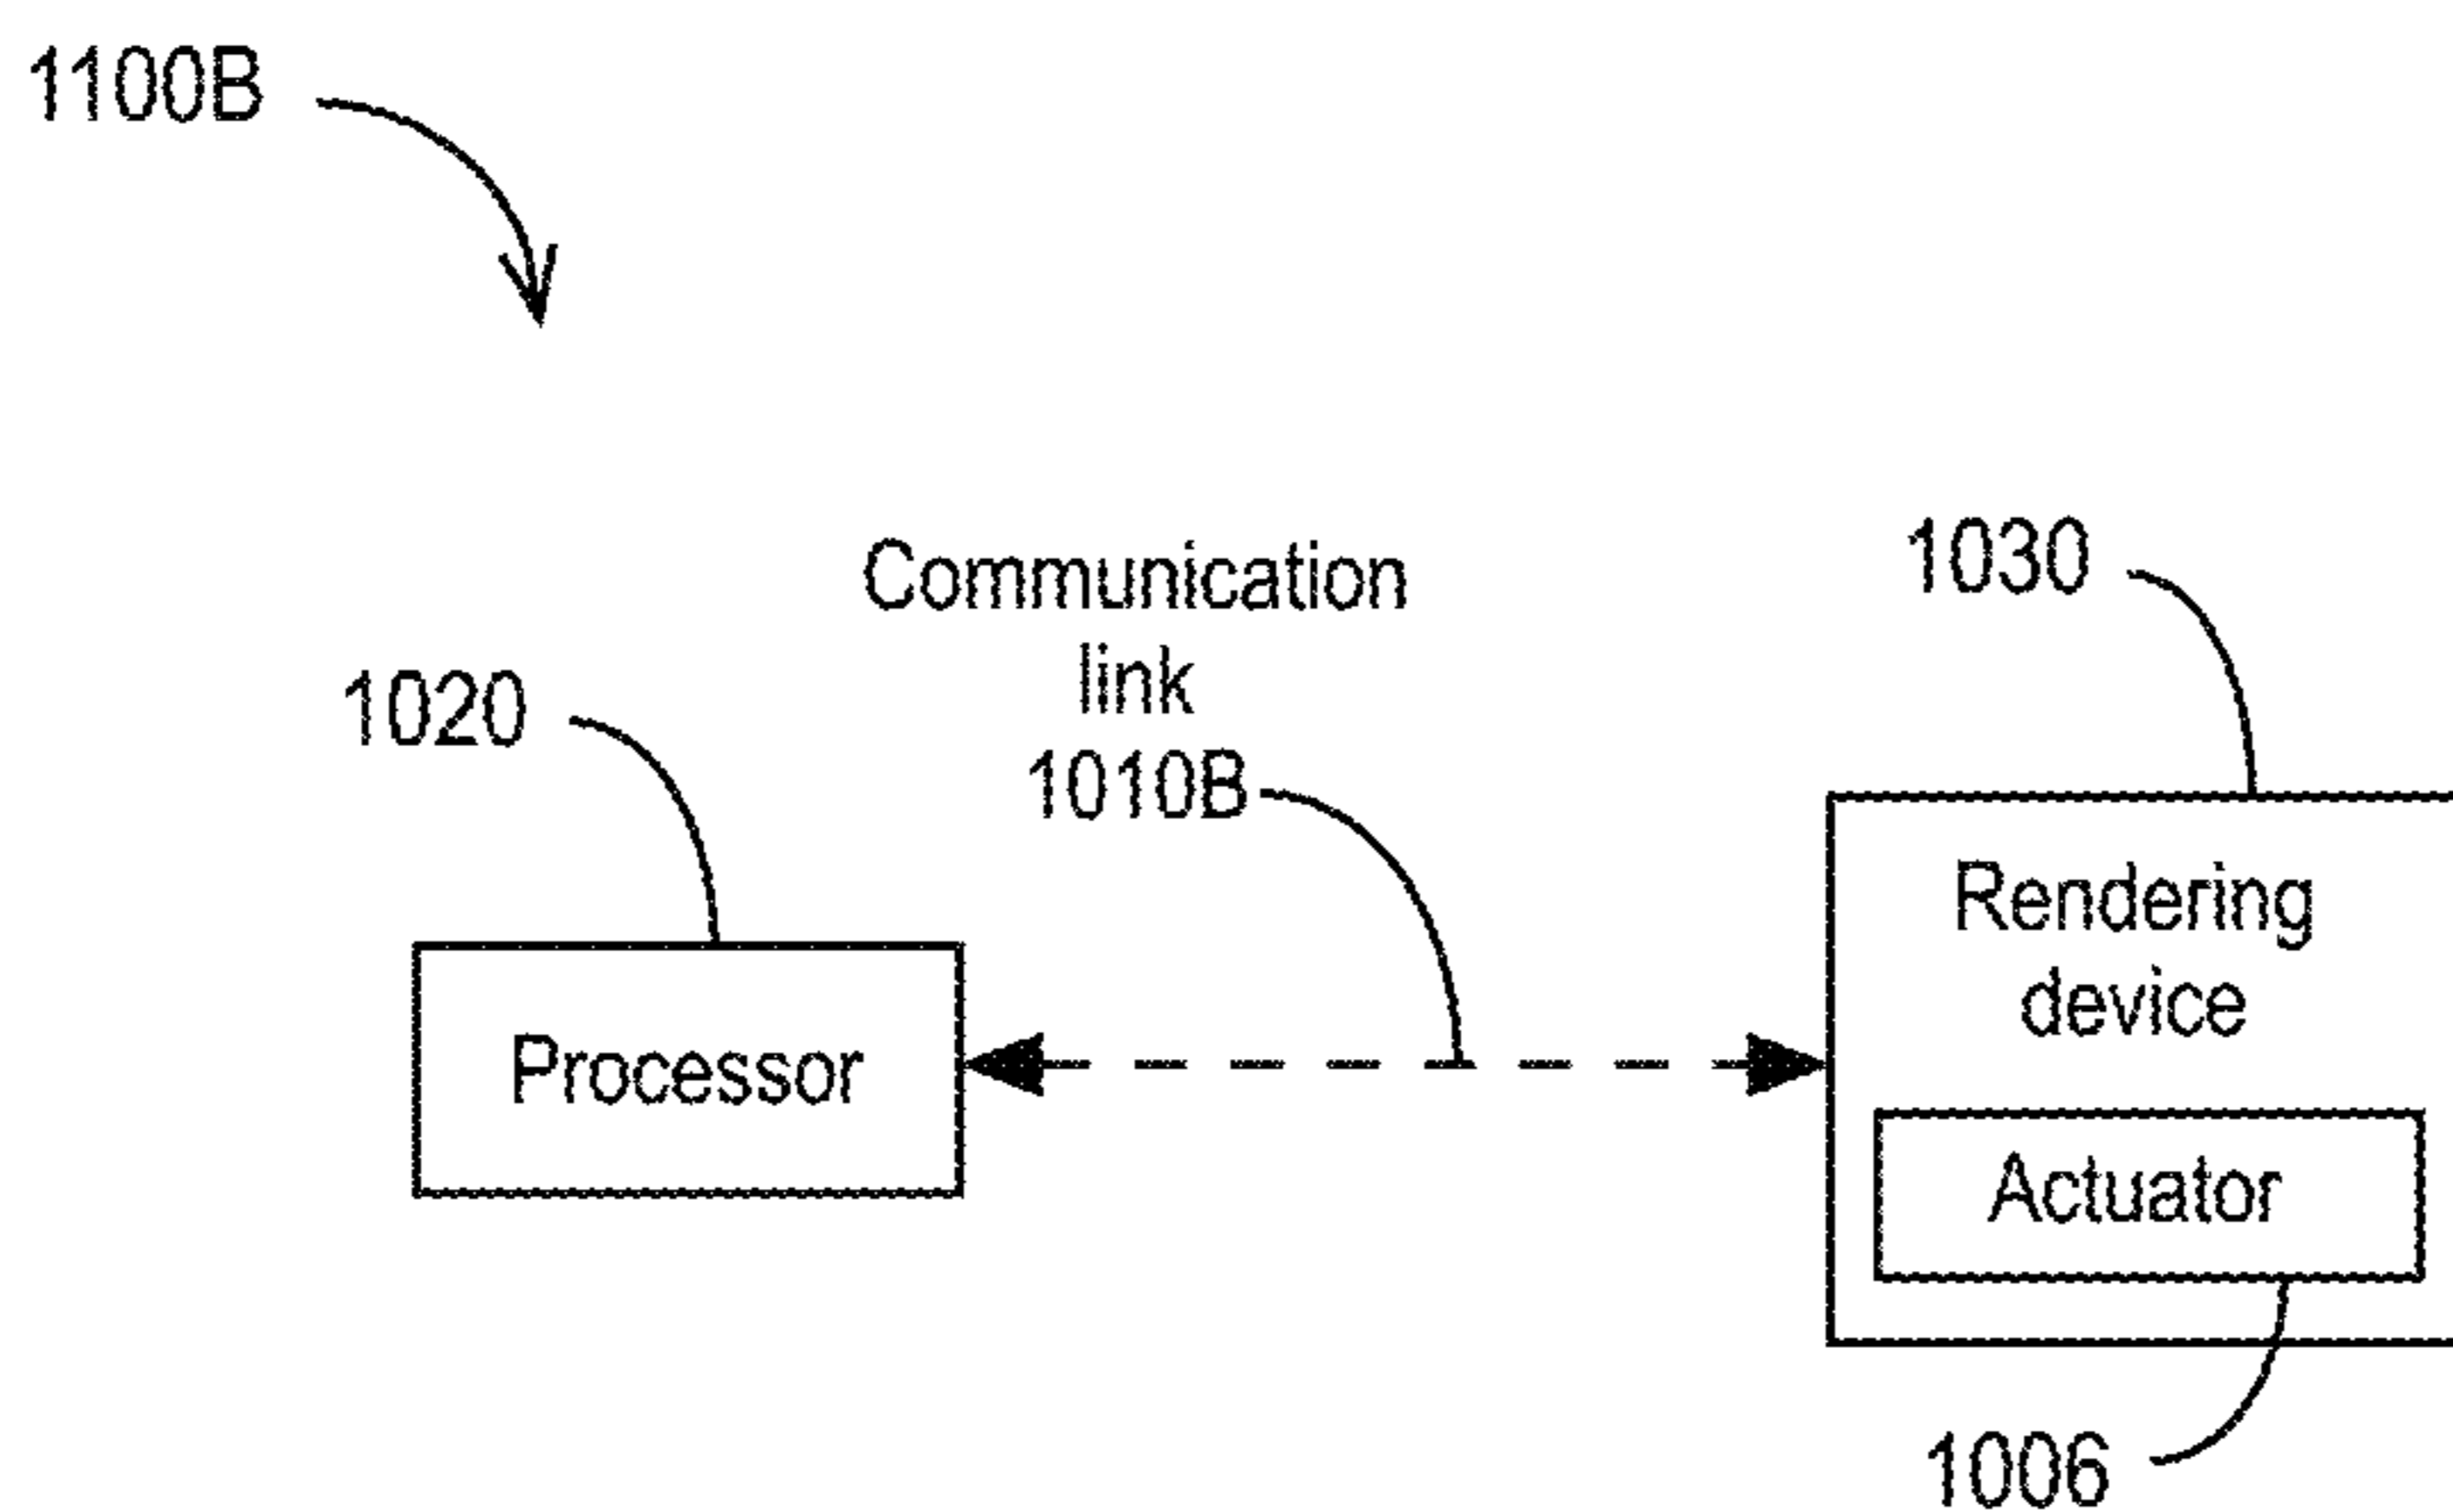 1100B
Communication
link
1010B
1030
1020
Rendering
device
Processor
Actuator
1006